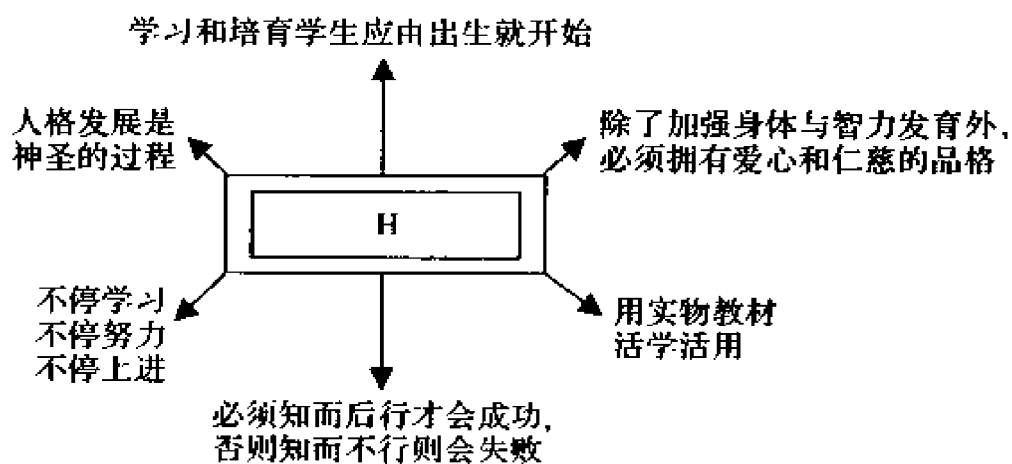 学习和培育学生应由出生就开始
人格发展是
神圣的过程
除了加强身体与智力发育外，
必须拥有爱心和仁慈的品格
H
不停学习
不停努力
不停上进
用实物教材
活学活用
必须知而后行才会成功，
否则知而不行则会失败